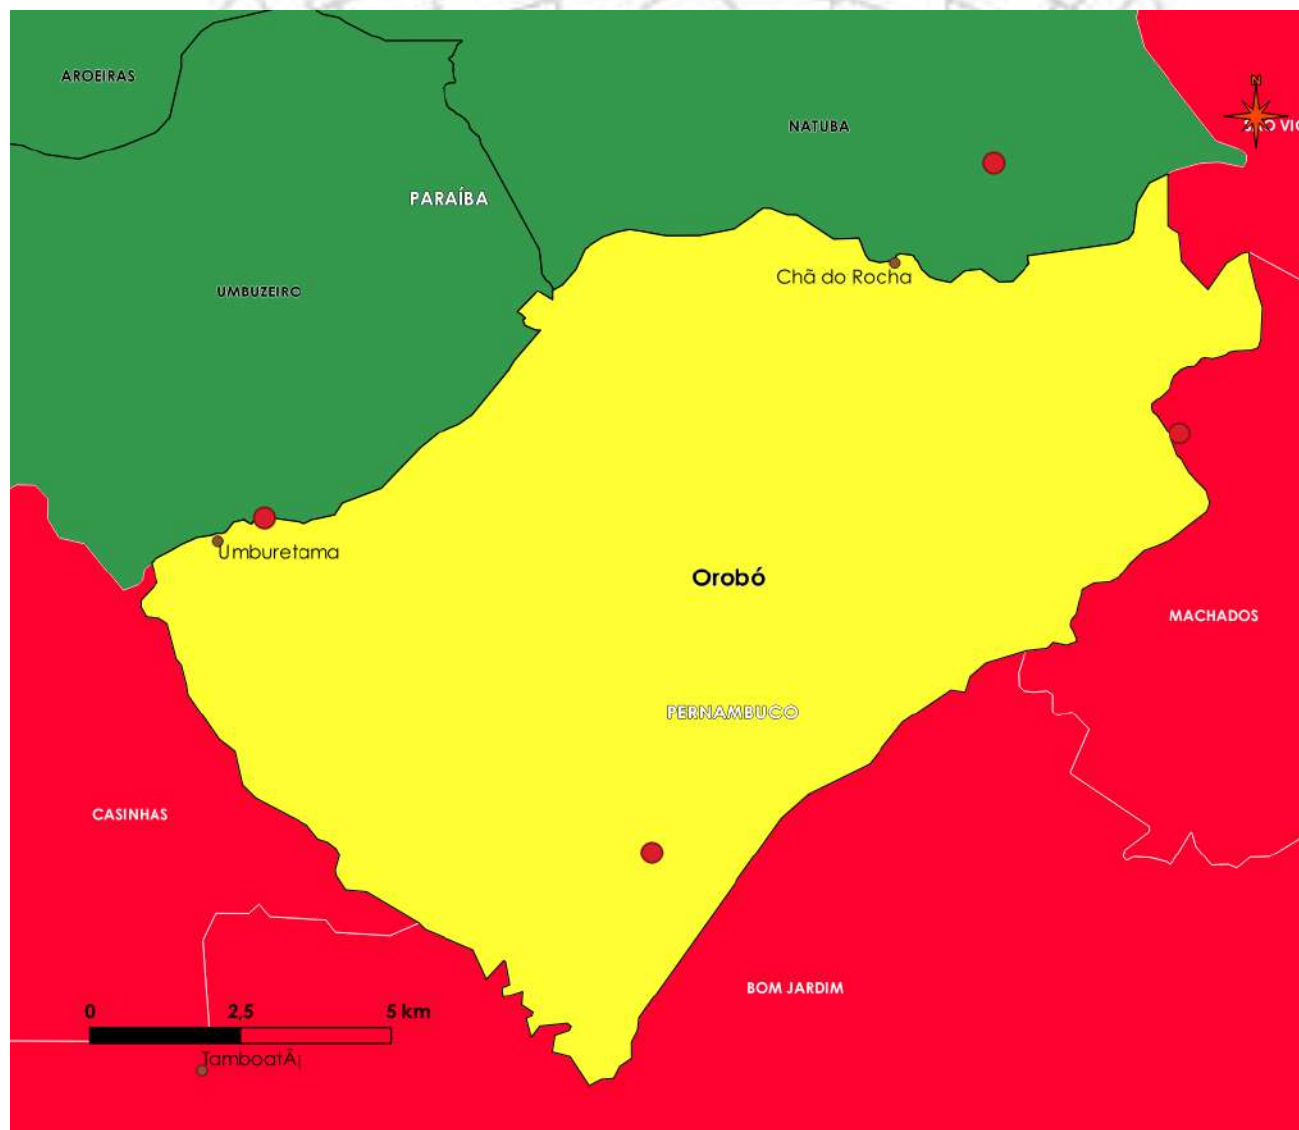 AROEIRAS
N
NATUBA
PARAÍBA
Chã do Rocha
UMBUZEIRO
Umburetama
Orobó
MACHADOS
PERNAMBUCO
CASINHAS
BOM JARDIM
0 2,5 5 km
TamboatÃ¡